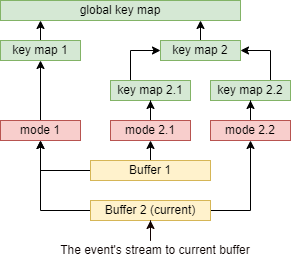 global key map
key map 1
key map 2
key map 2.1
key map 2.2
mode 1
mode 2.1
mode 2.2
Buffer 1
Buffer 2 (current)
The event's stream to current buffer